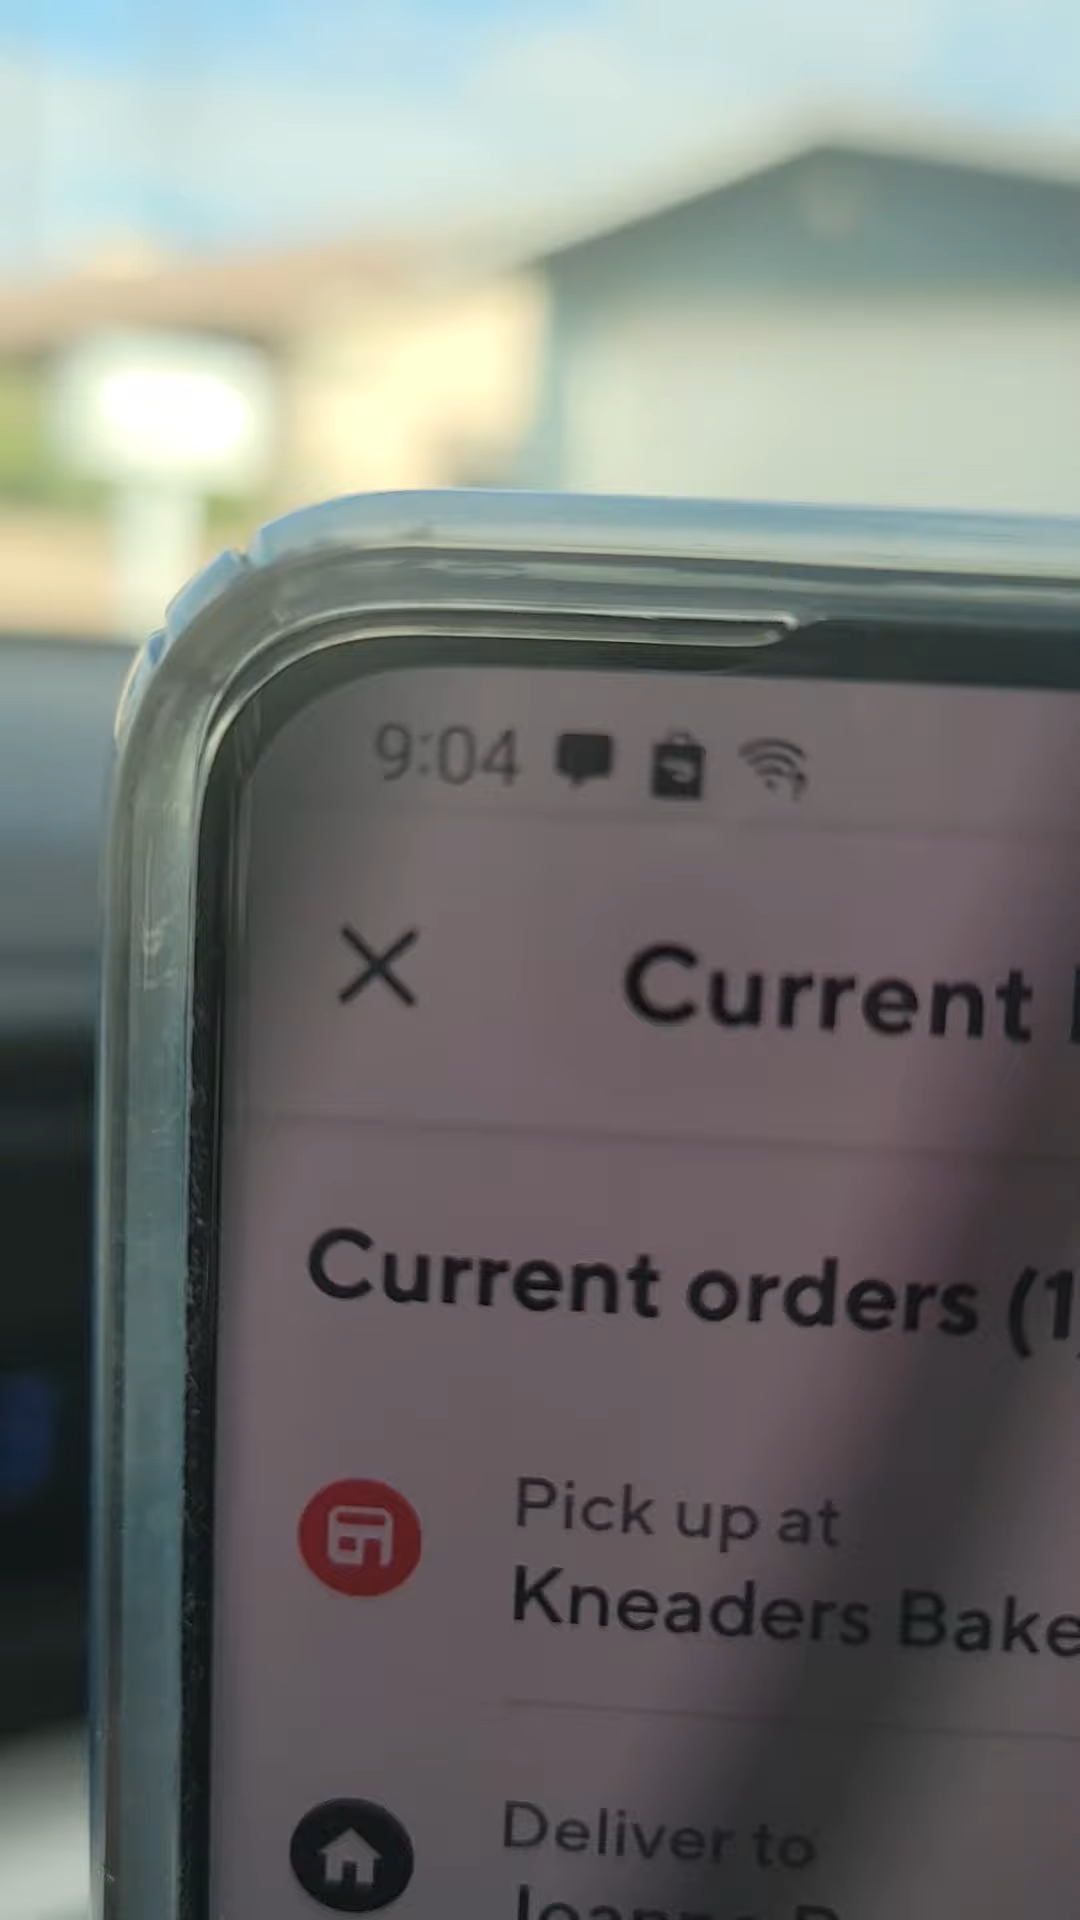 9:04
Current
Current orders (1
Pick up at
Kneaders Bake
Deliver to